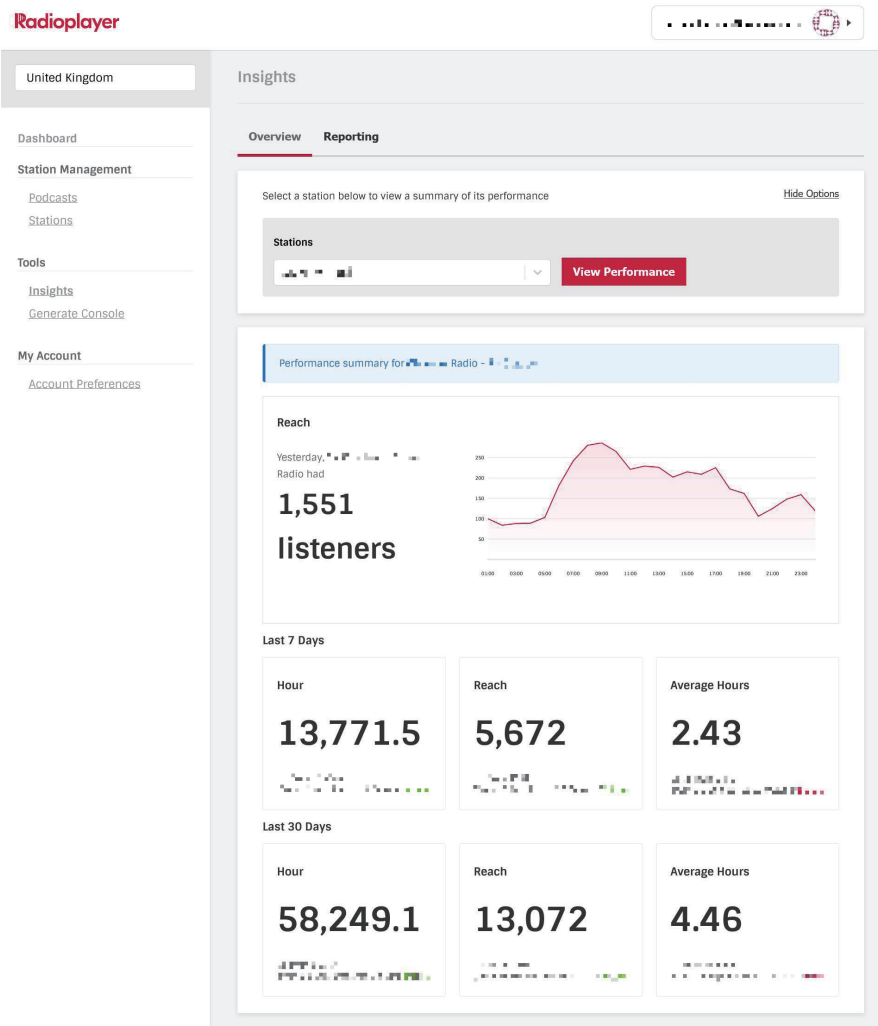 Radioplayer
United Kingdom
Dashboard
Station Management
Podcasts
Stations
Tools
Insights
Generate Console
My Account
Account Preferences
Insights
Overview Reporting
Select a station below to view a summary of its performance Hide Options
Stations
View Performance
Performance summary for Radio -
Reach
Yesterday,
Radio had
1,551
listeners
250
200
150
100
50
01:00 03:00 05:00 07:00 09:00 11:00 13:00 15:00 17:00 19:00 21:00 23:00
Last 7 Days
Hour Reach Average Hours
13,771.5 5,672 2.43
Last 30 Days
Hour Reach Average Hours
58,249.1 13,072 4.46